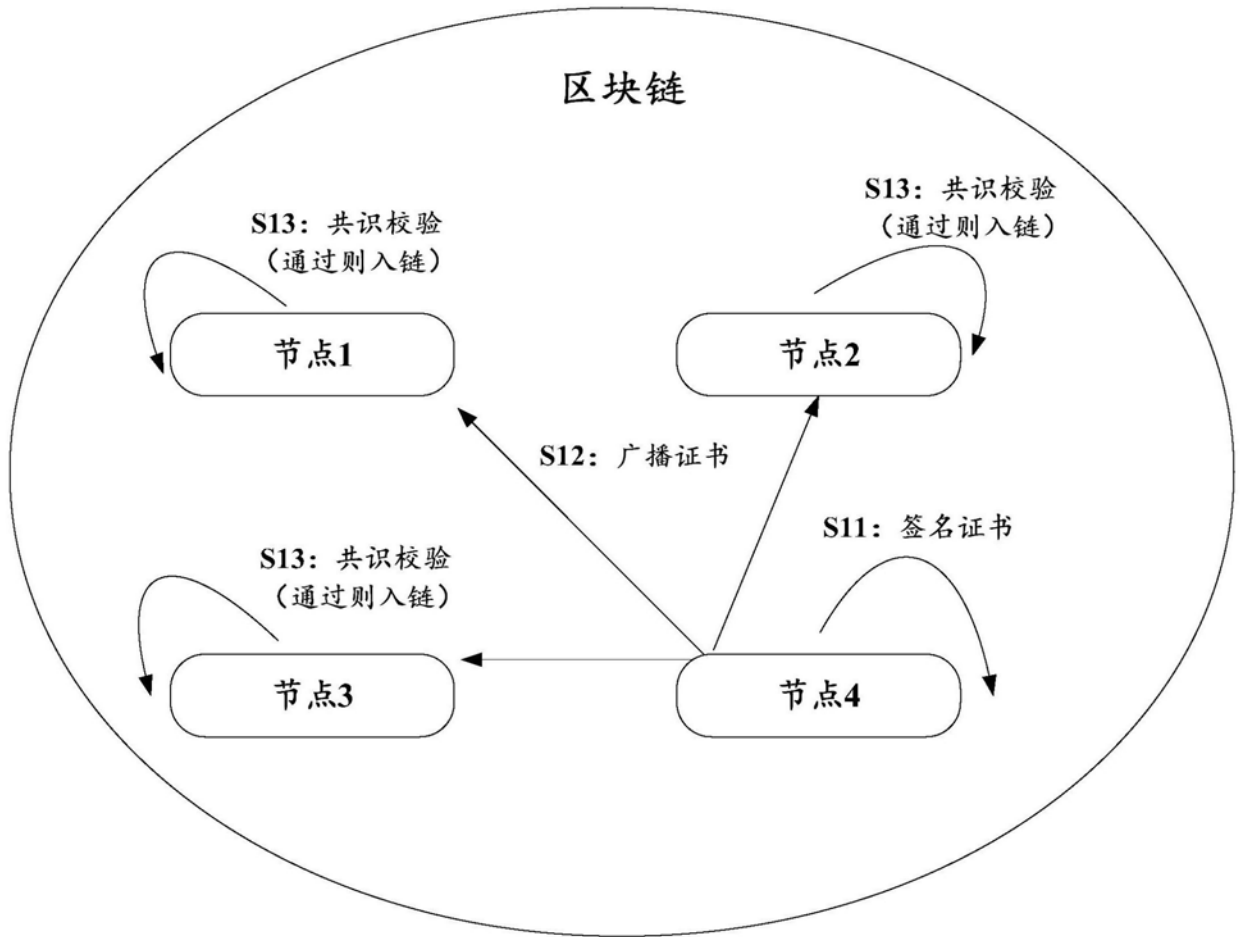 区块链
S13：共识校验
（通过则入链）
S13：共识校验
（通过则入链）
节点1
节点2
S12：广播证书
S11：签名证书
S13：共识校验
（通过则入链）
节点3
节点4